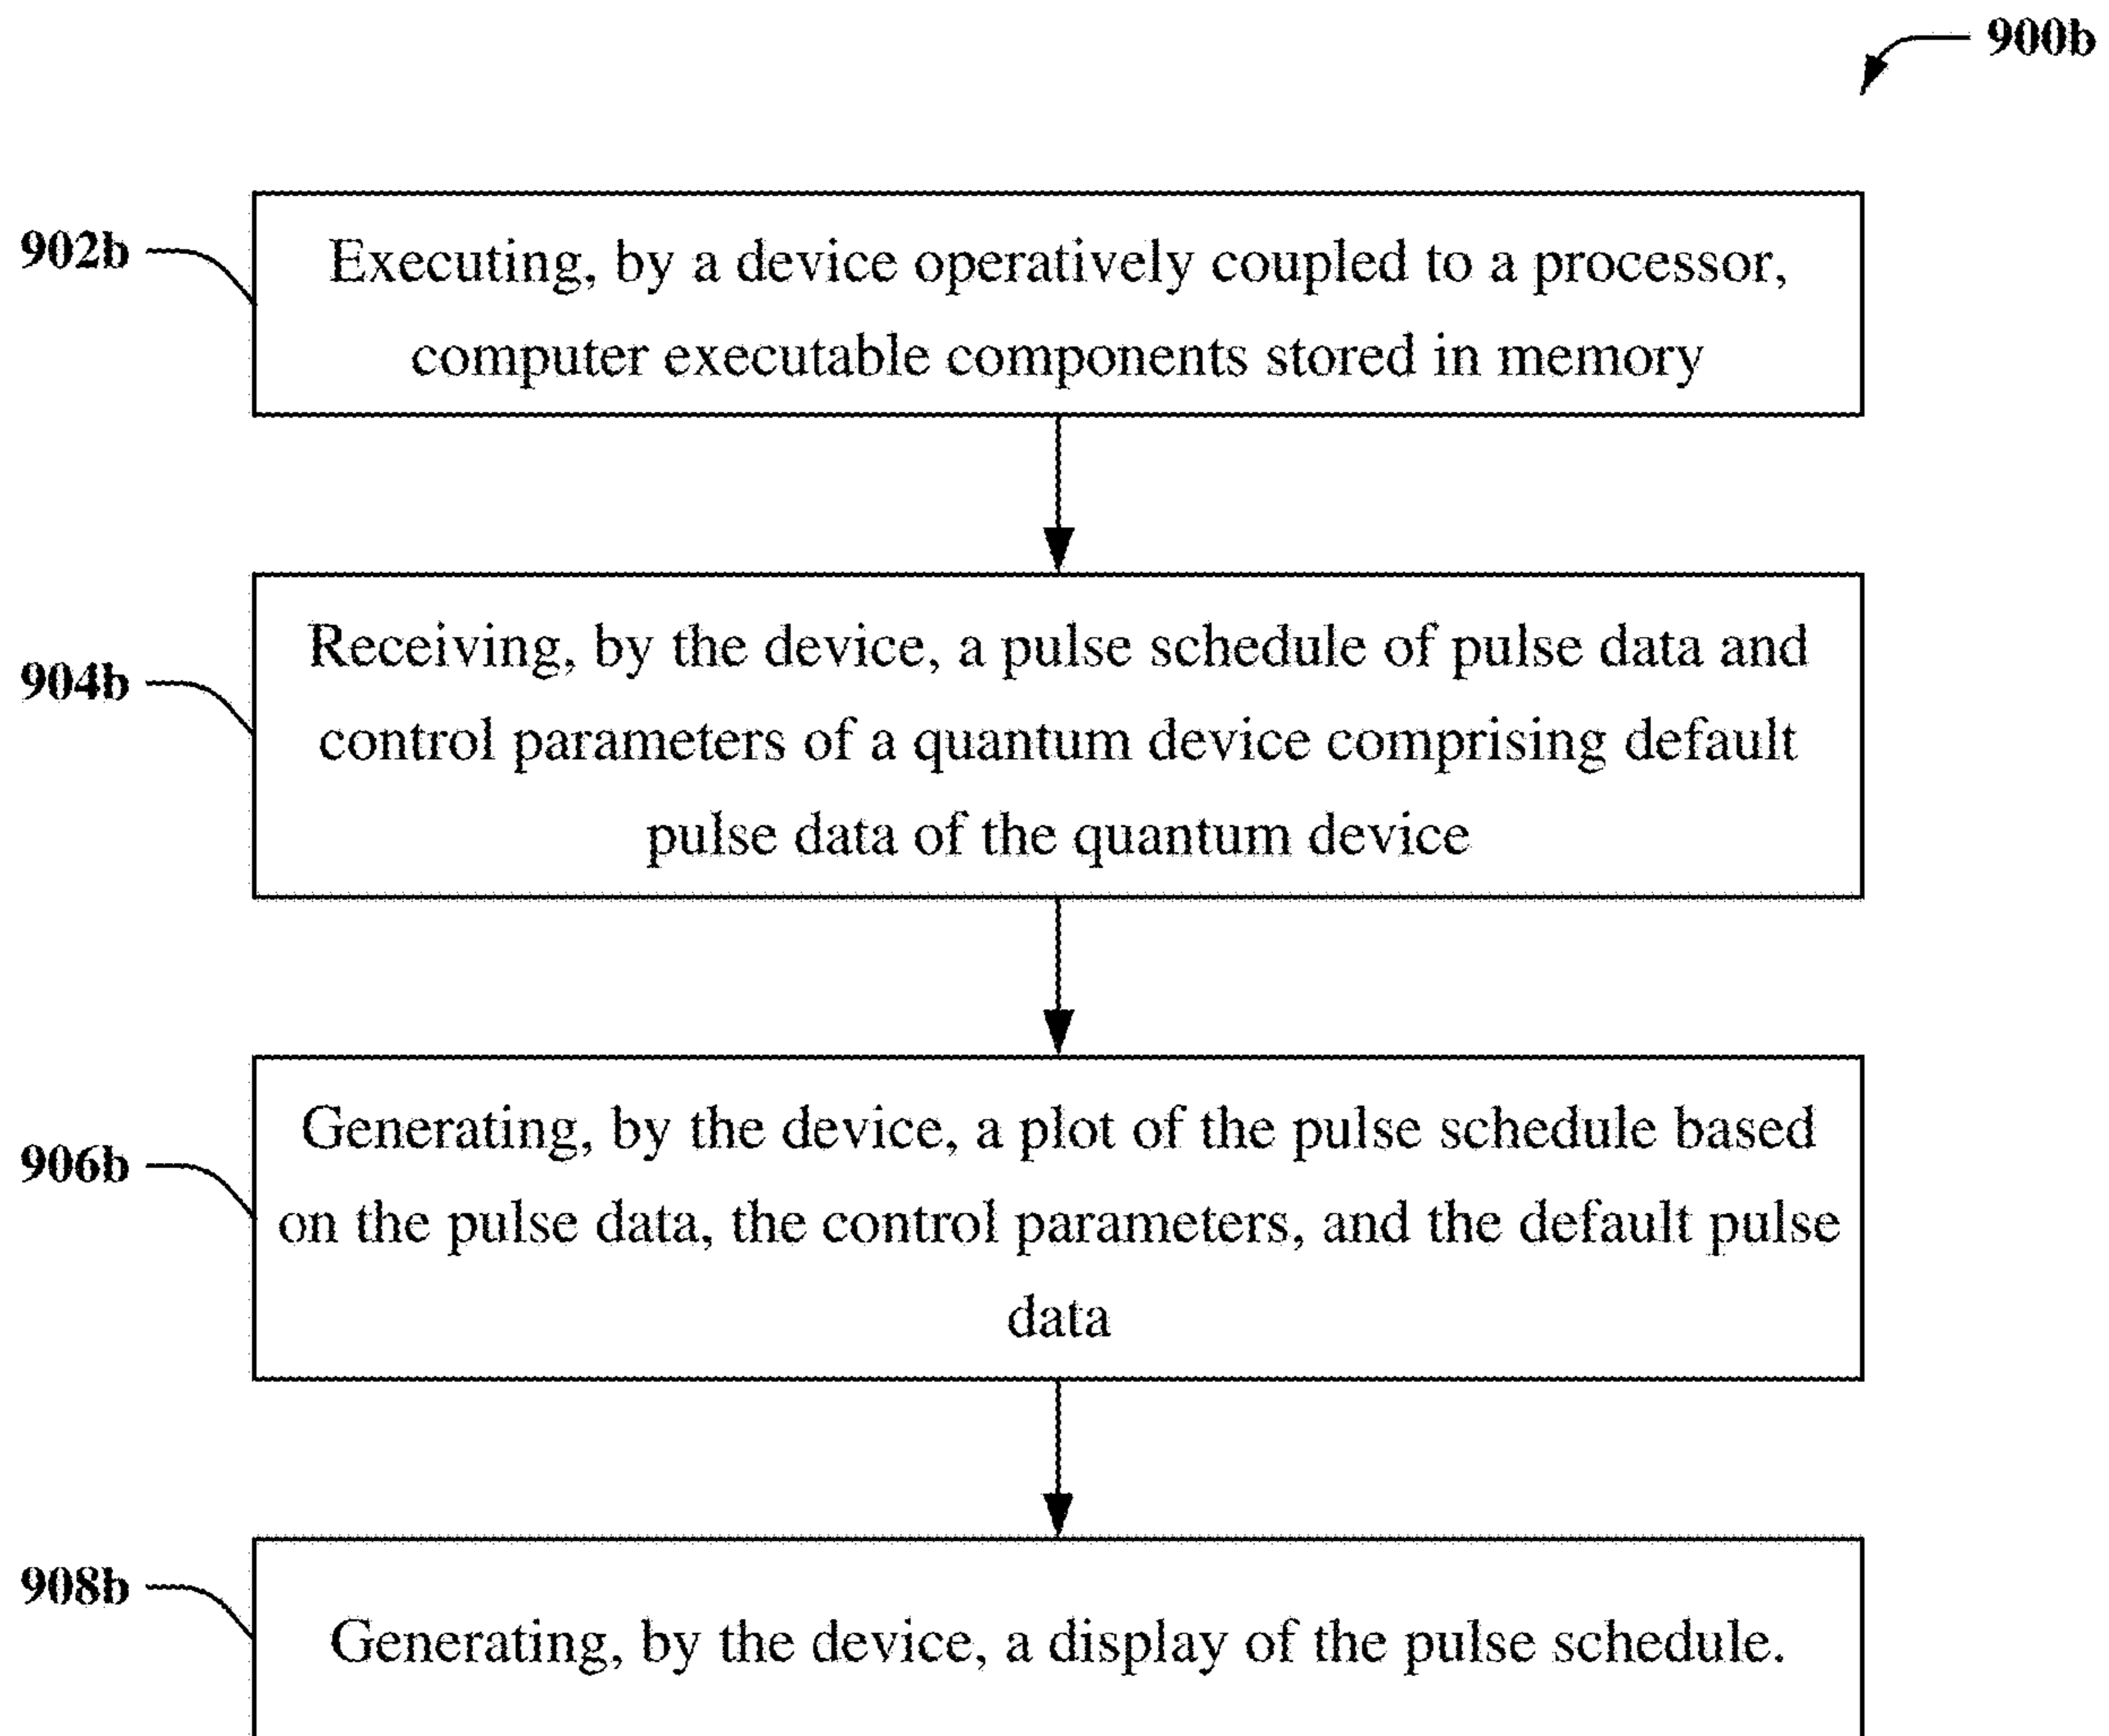 900b
902b
Executing, by a device operatively coupled to a processor,
computer executable components stored in memory
904b
Receiving, by the device, a pulse schedule of pulse data and
control parameters of a quantum device comprising default
pulse data of the quantum device
906b
Generating, by the device, a plot of the pulse schedule based
on the pulse data, the control parameters, and the default pulse
data
908b
Generating, by the device, a display of the pulse schedule.